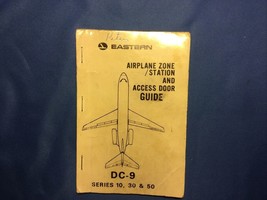 EASTERN
AIRPLANE ZONE
/STATION
AND
ACCESS DOOR
GUIDE
DC-9
SERIES 10, 30 & 50